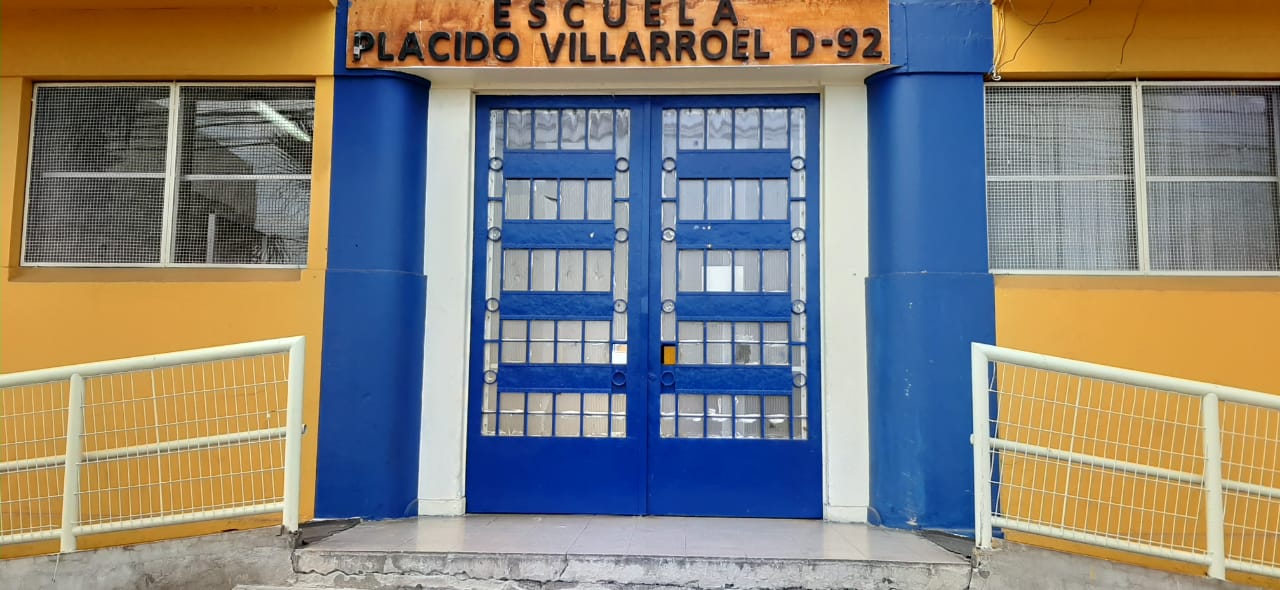 ESCUELA
PLACIDO VILLARROEL D-92